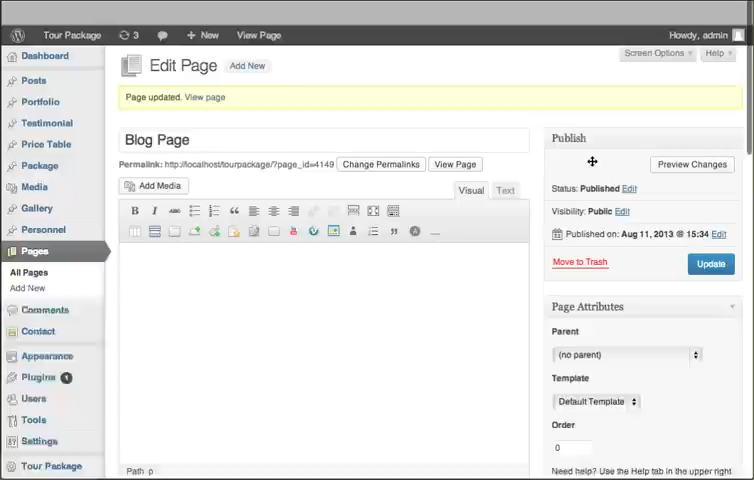 Tour Package 3 New View Page Howdy, admin
Dashboard
Posts
Portfolio
Testimonial
Price Table
Package
Media
Gallery
Personnel
Pages
All Pages
Add New
Comments
Contact
Appearance
Plugins 1
Users
Tools
Settings
Tour Package
Screen Options Help
Edit Page Add New
Page updated. View page
Blog Page
Permalink: http://localhost/tourpackage/?page_id=4149 Change Permalinks View Page
Add Media
Visual Text
B I ABC
Path: p
Publish
Preview Changes
Status: Published Edit
Visibility: Public Edit
Published on: Aug 11, 2013 @ 15:34 Edit
Move to Trash Update
Page Attributes
Parent
(no parent)
Template
Default Template
Order
0
Need help? Use the Help tab in the upper right